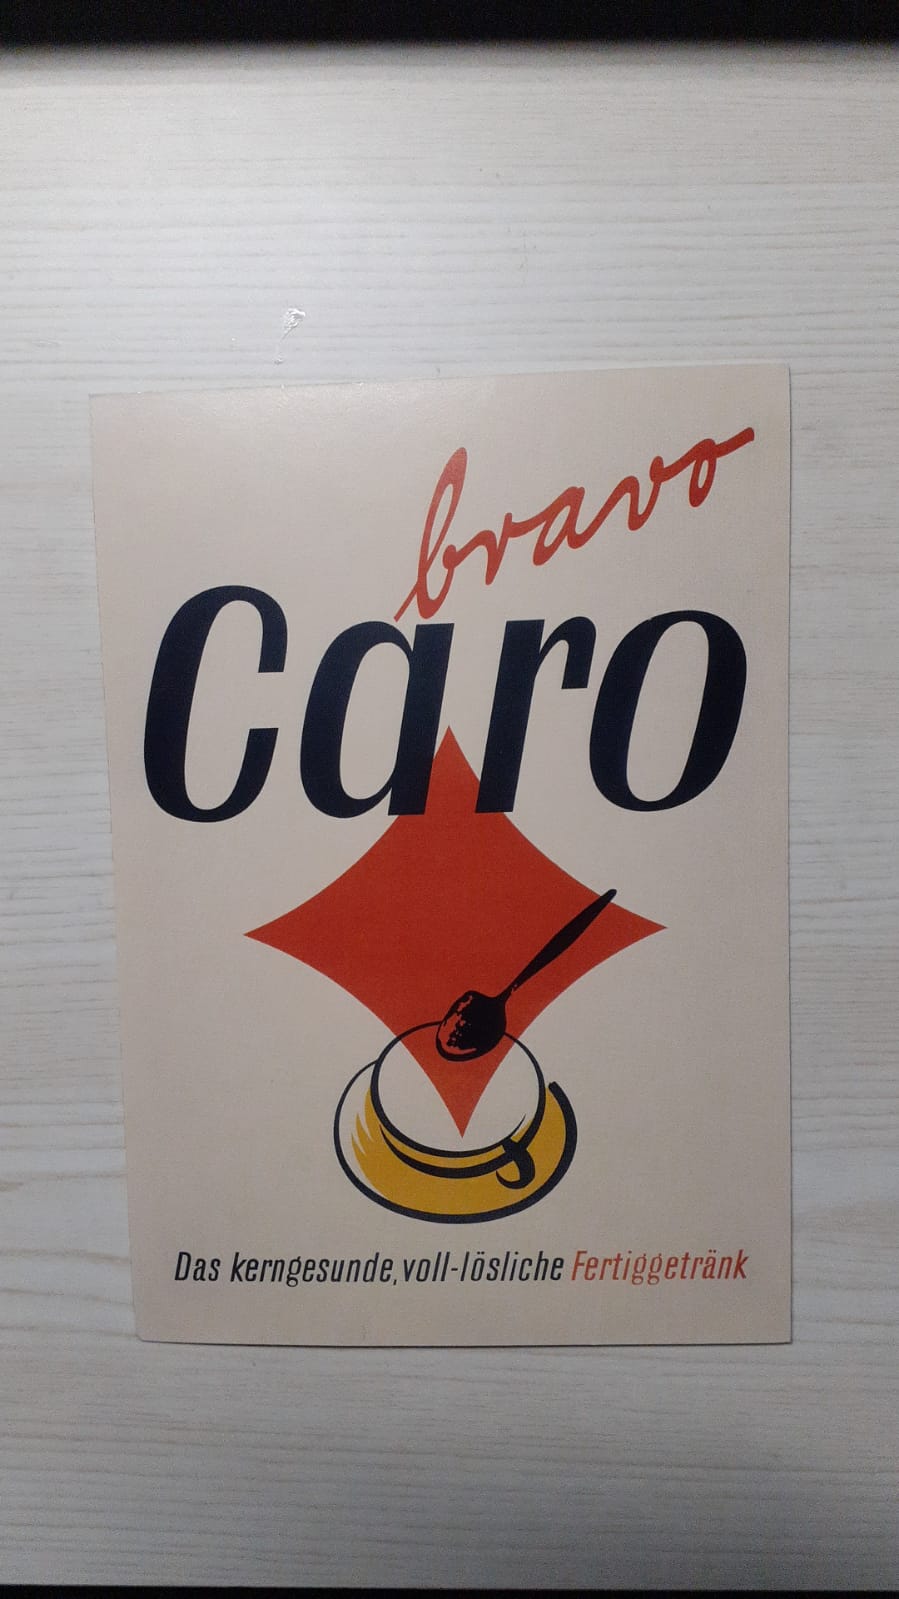 bravo
Caro
Das kerngesunde, voll-lösliche Fertiggetränk